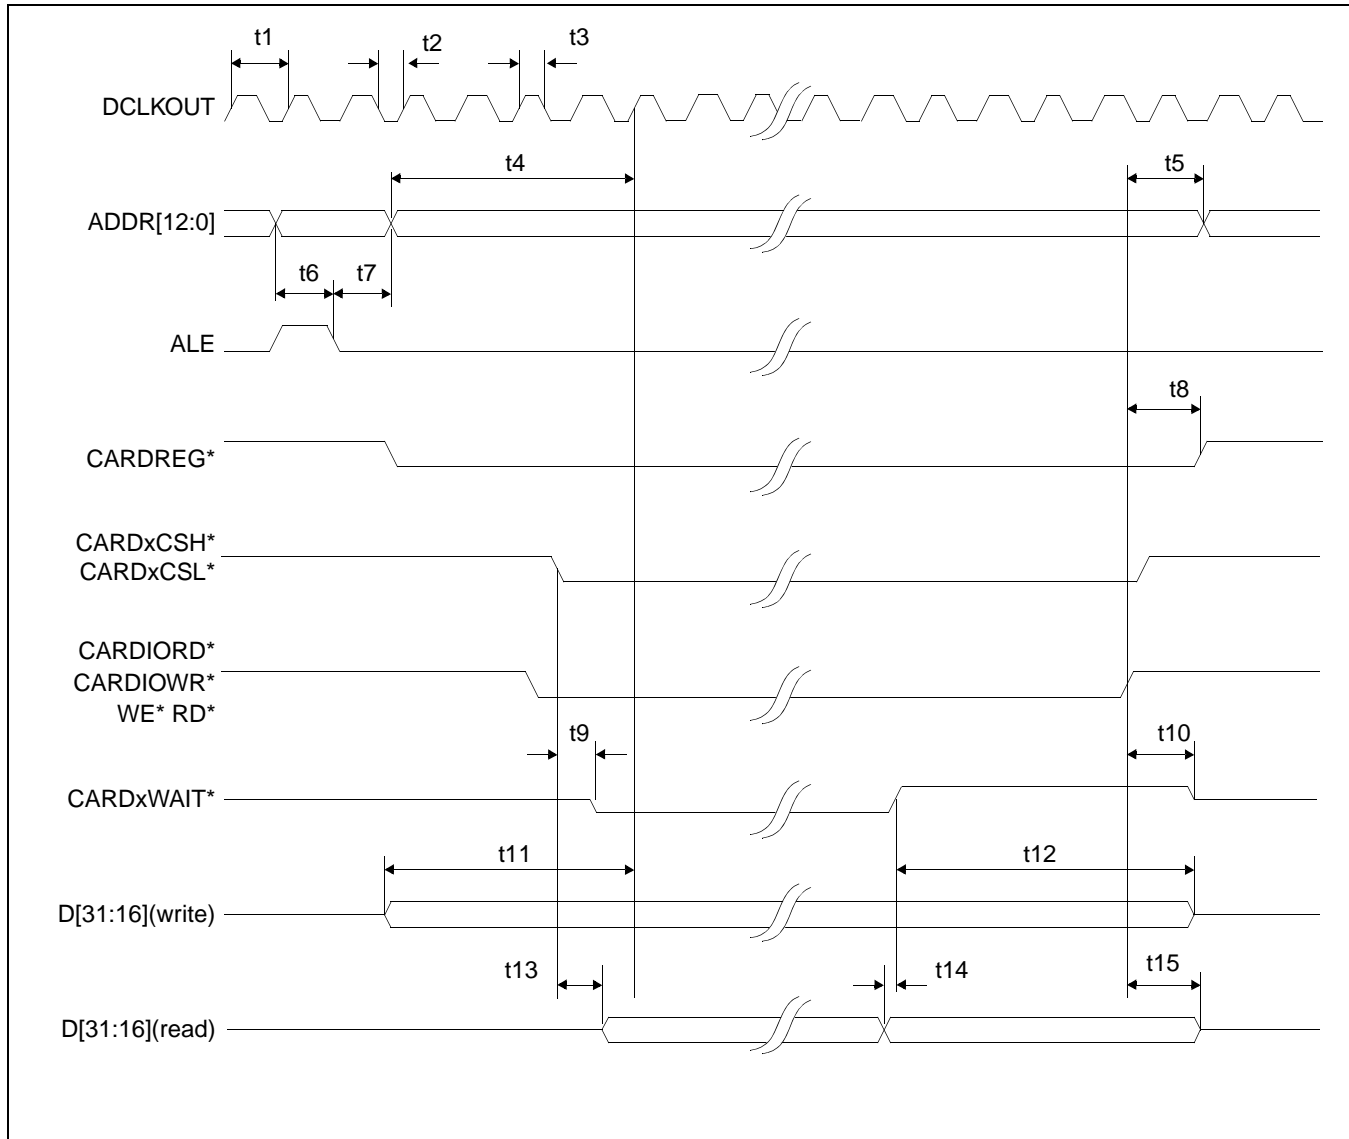 t1
t2
t3
DCLKOUT
t4
t5
ADDR[12:0]
t6
t7
ALE
t8
CARDREG*
CARDxCSH*
CARDxCSL*
CARDIORD*
CARDIOWR*
WE* RD*
t9
t10
CARDxWAIT*
t11
t12
D[31:16](write)
t13
t14
t15
D[31:16](read)